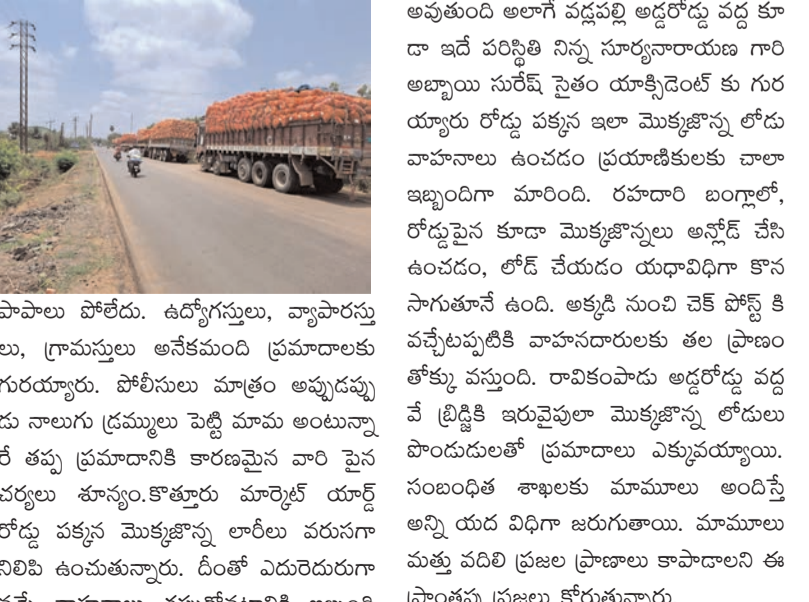 పాపాలు పోలేదు. ఉద్యోగస్తులు, వ్యాపారస్తు
లు, గ్రామస్తులు అనేకమంది ప్రమాదాలకు
గురయ్యారు. పోలీసులు మాత్రం అప్పుడప్పు
డు నాలుగు డ్రమ్ములు పెట్టి మామ అంటున్నా
రే తప్ప ప్రమాదానికి కారణమైన వారి పైన
చర్యలు శూన్యం.కొత్తూరు మార్కెట్ యార్డ్
రోడ్డు పక్కన మొక్కజొన్న లారీలు వరుసగా
నిలిపి ఉంచుతున్నారు. దీంతో ఎదురెదురుగా
అవుతుంది అలాగే వడ్లపల్లి అడ్డరోడ్డు వద్ద కూ
డా ఇదే పరిస్థితి నిన్న సూర్యనారాయణ గారి
అబ్బాయి సురేష్ సైతం యాక్సిడెంట్ కు గుర
య్యారు రోడ్డు పక్కన ఇలా మొక్కజొన్న లోడు
వాహనాలు ఉంచడం ప్రయాణికులకు చాలా
ఇబ్బందిగా మారింది. రహదారి బంగ్లాలో,
రోడ్డుపైన కూడా మొక్కజొన్నలు అన్లోడ్ చేసి
ఉంచడం, లోడ్ చేయడం యధావిధిగా కొన
సాగుతూనే ఉంది. అక్కడి నుంచి చెక్ పోస్ట్ కి
వచ్చేటప్పటికి వాహనదారులకు తల ప్రాణం
తోక్కు వస్తుంది. రావికంపాడు అడ్డరోడ్డు వద్ద
వే బ్రిడ్జికి ఇరువైపులా మొక్కజొన్న లోడులు
పొండుడులతో ప్రమాదాలు ఎక్కువయ్యాయి.
సంబంధిత శాఖలకు మామూలు అందిస్తే
అన్ని యద విధిగా జరుగుతాయి. మామూలు
మత్తు వదిలి ప్రజల ప్రాణాలు కాపాడాలని ఈ
ప్రాంతపు ప్రజలు కోరుతున్నారు.